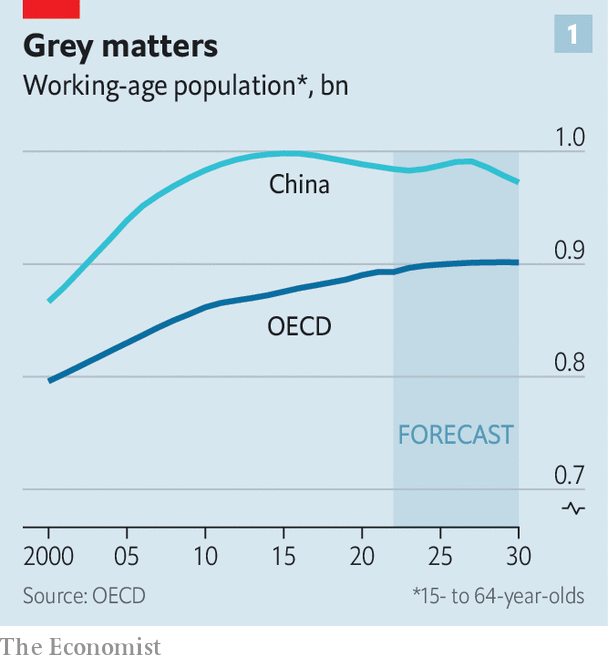 Grey matters
1
Working-age population*, bn
1.0
China
0.9
OECD
0.8
FORECAST
0.7
2000 05 10 15 20 25 30
Source: OECD *15- to 64-year-olds
The Economist